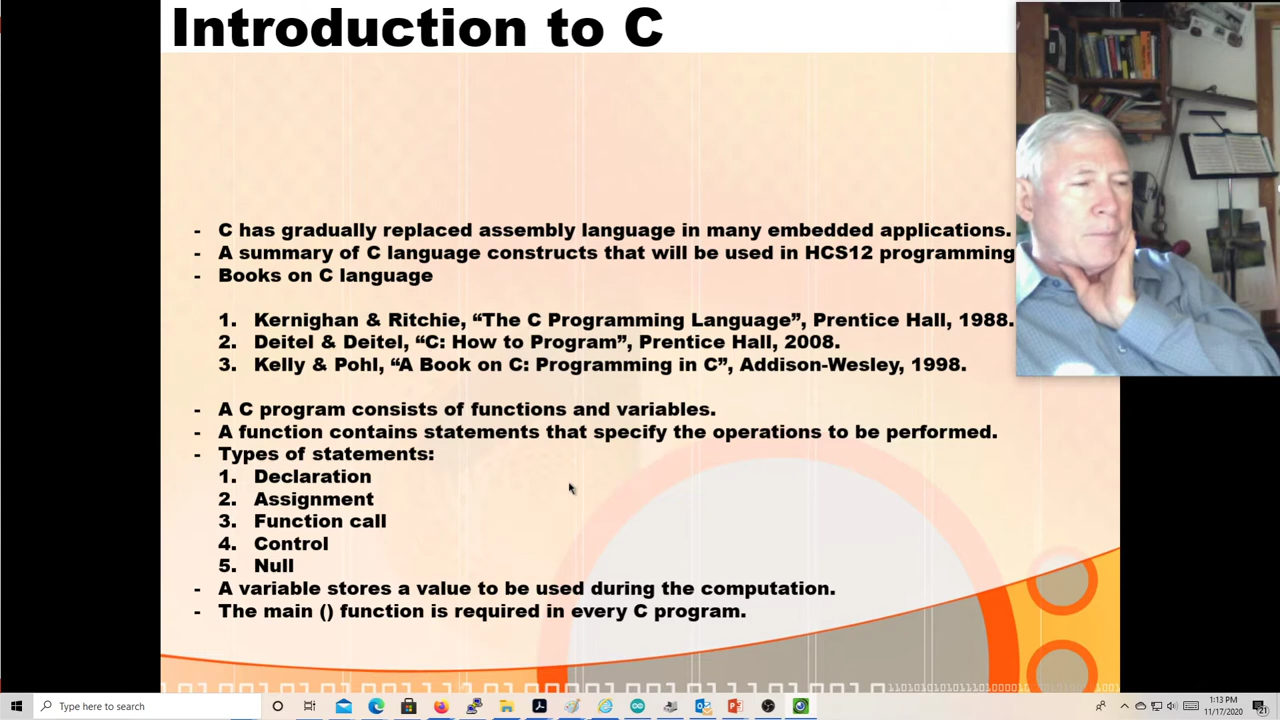 Introduction to C
- C has gradually replaced assembly language in many embedded applications.
- A summary of C language constructs that will be used in HCS12 programming
- Books on C language
1. Kernighan & Ritchie, “The C Programming Language”, Prentice Hall, 1988.
2. Deitel & Deitel, “C: How to Program”, Prentice Hall, 2008.
3. Kelly & Pohl, “A Book on C: Programming in C”, Addison-Wesley, 1998.
- A C program consists of functions and variables.
- A function contains statements that specify the operations to be performed.
- Types of statements:
1. Declaration
2. Assignment
3. Function call
4. Control
5. Null
- A variable stores a value to be used during the computation.
- The main () function is required in every C program.
Type here to search
1:13 PM
11/17/2020
21